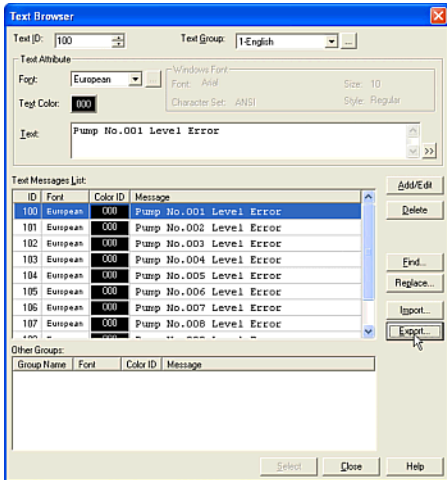 Text Browser
Text ID: 100 Text Group: 1-English ...
Text Attribute
Font: European ...
Windows Font
Font: Arial Size: 10
Text Color: 000
Character Set: ANSI Style: Regular
Text: Pump No.001 Level Error
>>
Text Messages List:
Add/Edit
ID Font Color ID Message
100 European 000 Pump No.001 Level Error
Delete
101 European 000 Pump No.002 Level Error
102 European 000 Pump No.003 Level Error
103 European 000 Pump No.004 Level Error
Find...
104 European 000 Pump No.005 Level Error
Replace...
105 European 000 Pump No.006 Level Error
106 European 000 Pump No.007 Level Error
Import...
107 European 000 Pump No.008 Level Error
Export...
Other Groups:
Group Name Font Color ID Message
Select Close Help